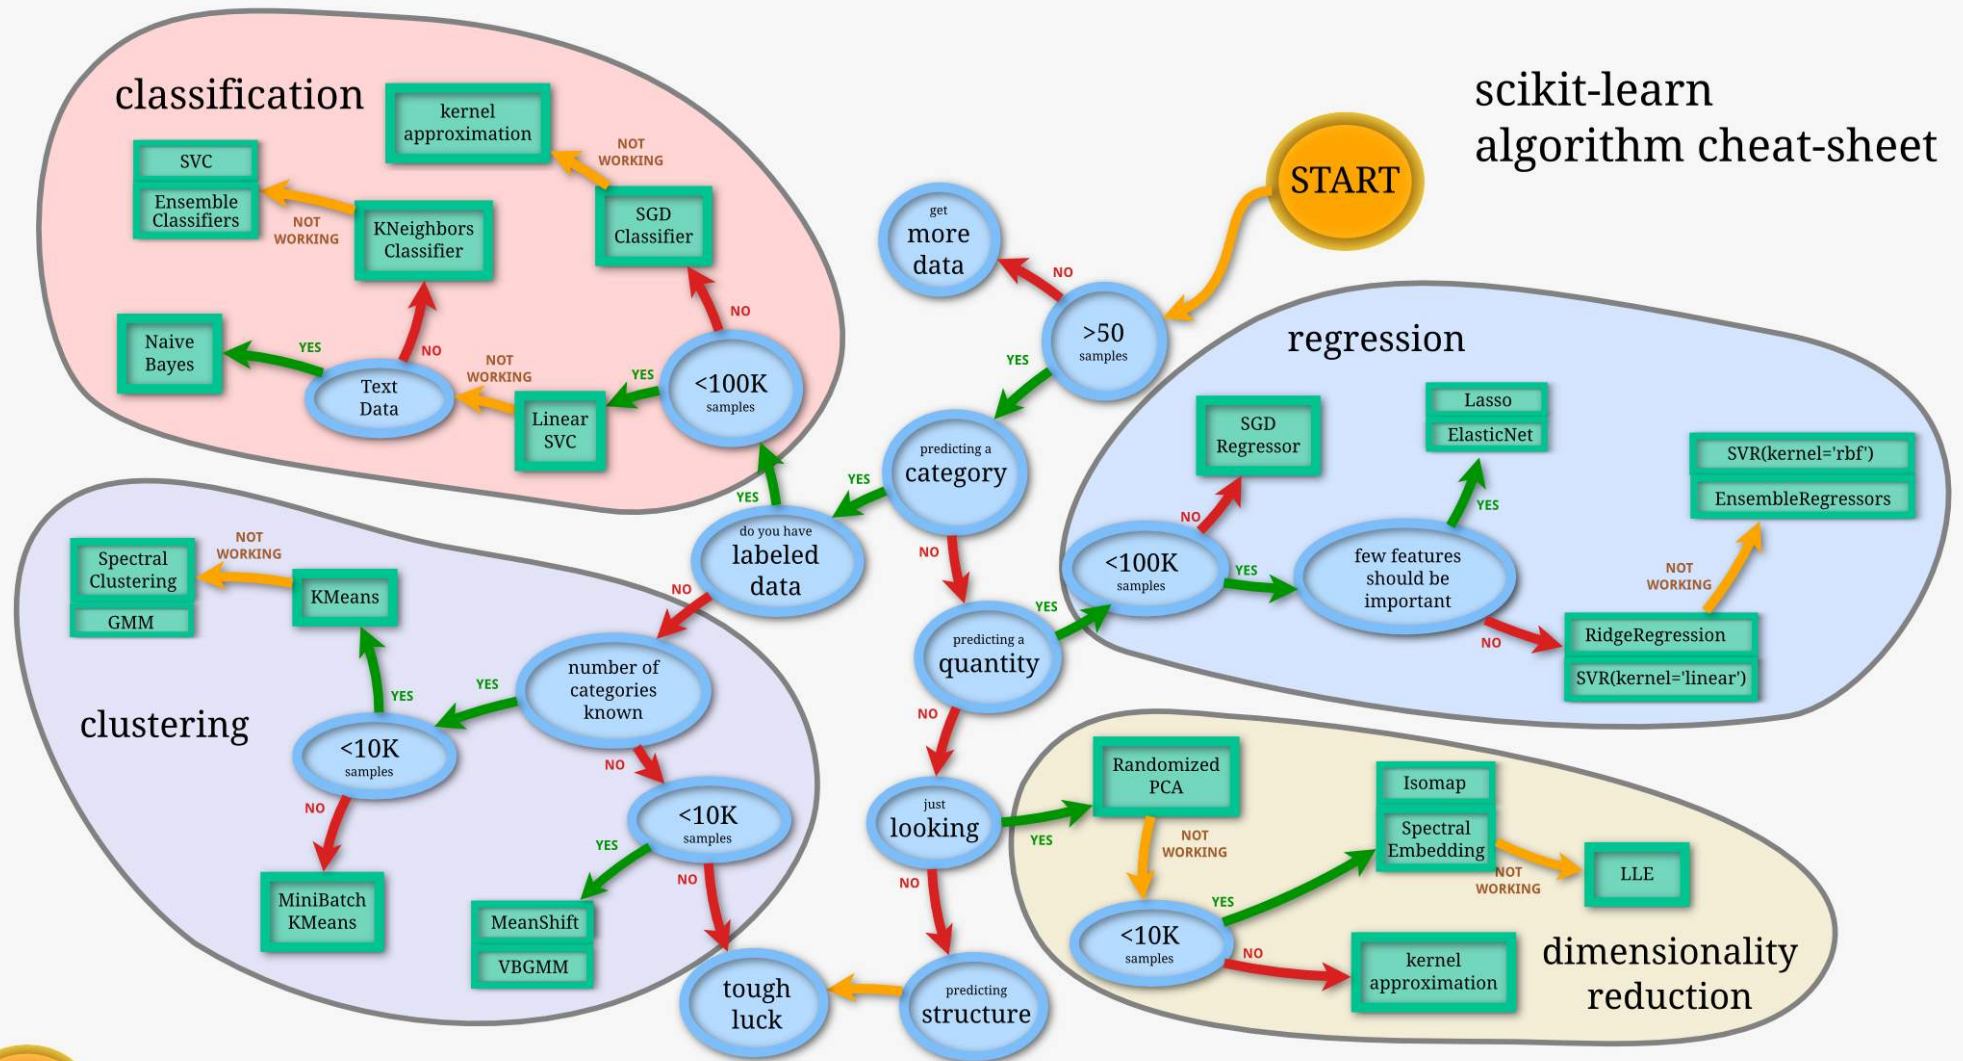 scikit-learn
algorithm cheat-sheet
START
classification
kernel
approximation
NOT
WORKING
SVC
Ensemble
Classifiers
NOT
WORKING
KNeighbors
Classifier
SGD
Classifier
NO
Naive
Bayes
YES
NO
Text
Data
NOT
WORKING
Linear
SVC
YES
<100K
samples
get
more
data
NO
>50
samples
YES
predicting a
category
YES
NO
do you have
labeled
data
YES
NO
predicting a
quantity
YES
NO
just
looking
YES
NO
predicting
structure
tough
luck
regression
SGD
Regressor
NO
<100K
samples
YES
Lasso
ElasticNet
YES
few features
should be
important
NO
SVR(kernel='rbf')
EnsembleRegressors
NOT
WORKING
RidgeRegression
SVR(kernel='linear')
clustering
Spectral
Clustering
GMM
NOT
WORKING
KMeans
YES
<10K
samples
YES
number of
categories
known
NO
NO
MiniBatch
KMeans
<10K
samples
YES
NO
MeanShift
VBGMM
dimensionality
reduction
Randomized
PCA
NOT
WORKING
<10K
samples
YES
NO
Isomap
Spectral
Embedding
NOT
WORKING
LLE
kernel
approximation